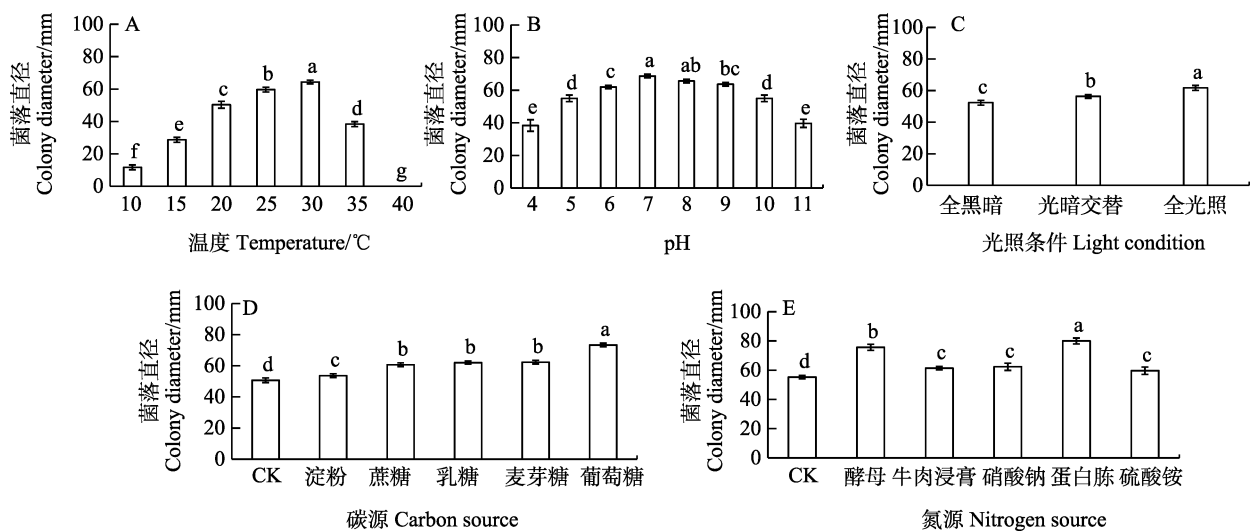 A
菌落直径
Colony diameter/mm
100
80
60
40
20
0
f
e
c
b
a
d
g
10 15 20 25 30 35 40
温度 Temperature/℃
B
菌落直径
Colony diameter/mm
100
80
60
40
20
0
e
d
c
a
ab
bc
d
e
4 5 6 7 8 9 10 11
pH
C
菌落直径
Colony diameter/mm
100
80
60
40
20
0
c
b
a
全黑暗 光暗交替 全光照
光照条件 Light condition
D
菌落直径
Colony diameter/mm
100
80
60
40
20
0
d
c
b
b
b
a
CK 淀粉 蔗糖 乳糖 麦芽糖 葡萄糖
碳源 Carbon source
E
菌落直径
Colony diameter/mm
100
80
60
40
20
0
d
b
c
c
a
c
CK 酵母 牛肉浸膏 硝酸钠 蛋白胨 硫酸铵
氮源 Nitrogen source